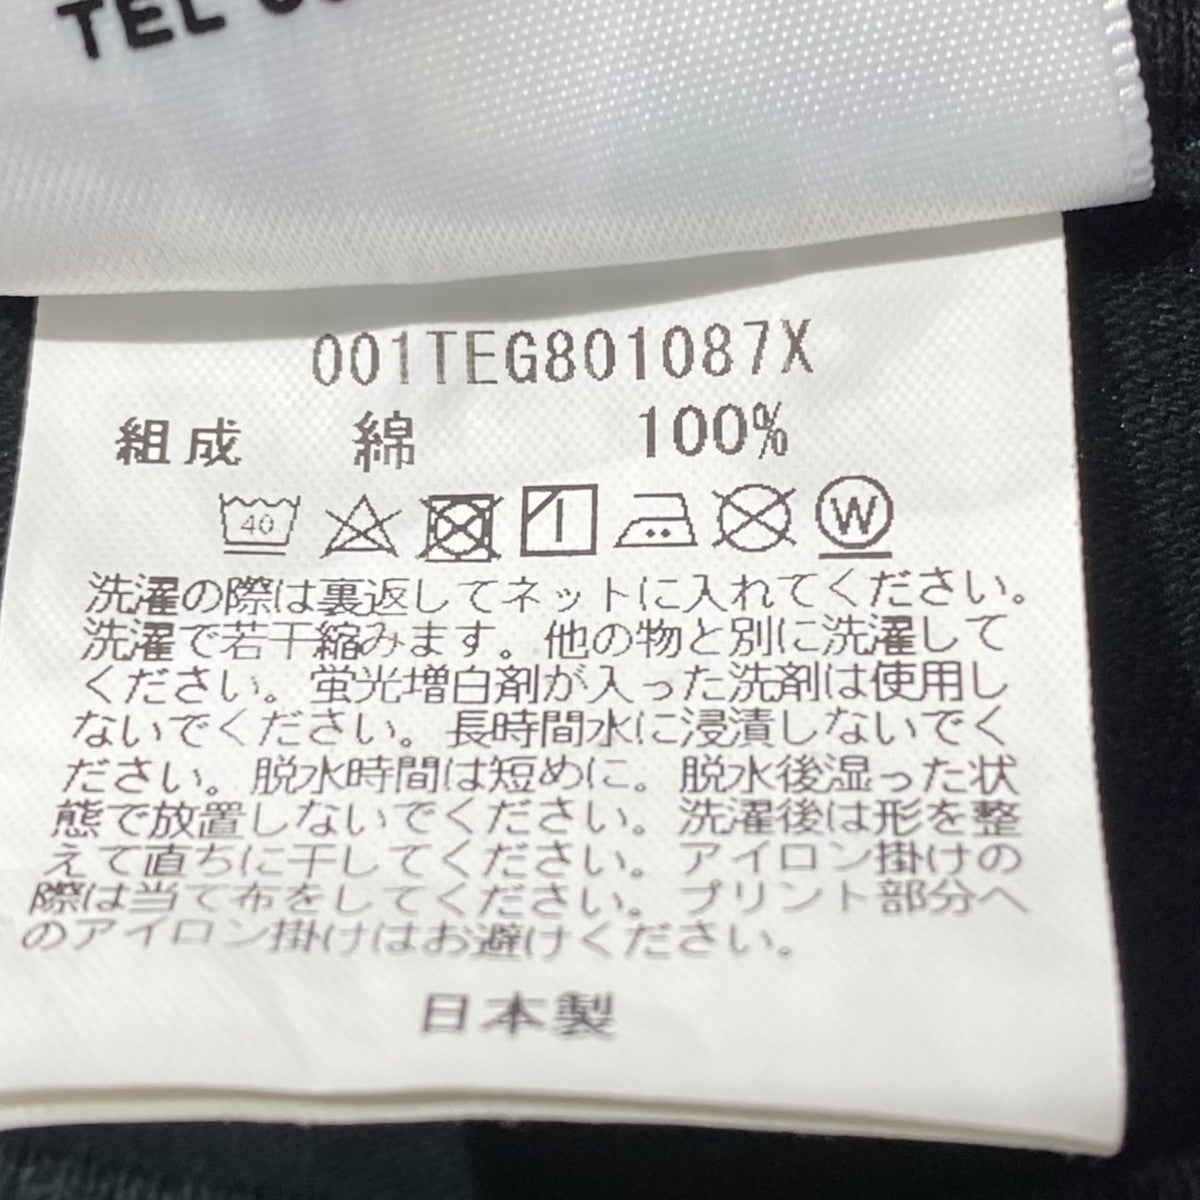 TEL
001TEG801087X
組成 綿 100%
40
W
洗濯の際は裏返してネットに入れてください。
洗濯で若干縮みます。他の物と別に洗濯して
ください。蛍光増白剤が入った洗剤は使用し
ないでください。長時間水に浸漬しないでく
ださい。脱水時間は短めに。脱水後湿った状
態で放置しないでください。洗濯後は形を整
えて直ちに干してください。アイロン掛けの
際は当て布をしてください。プリント部分へ
のアイロン掛けはお避けください。
日本製